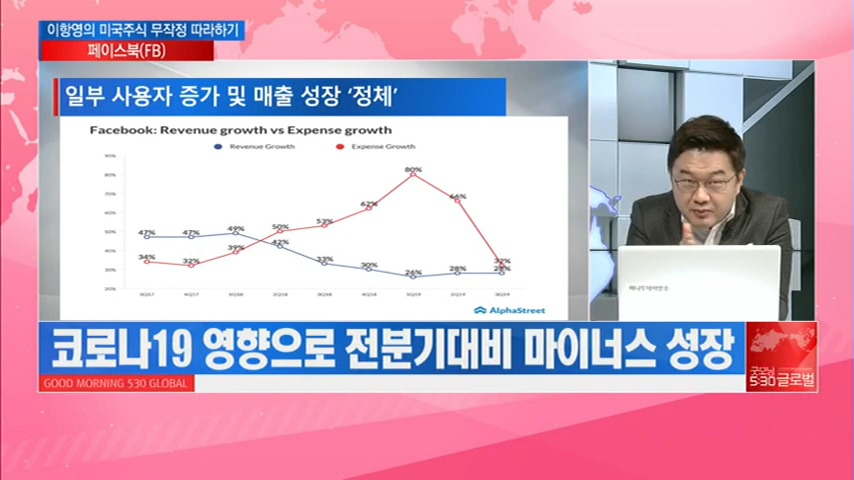 이항영의 미국주식 무작정 따라하기
페이스북(FB)
일부 사용자 증가 및 매출 성장 '정체'
Facebook: Revenue growth vs Expense growth
Revenue Growth
Expense Growth
90%
80%
70%
60%
50%
40%
30%
20%
47%
47%
49%
42%
33%
30%
26%
28%
28%
34%
32%
39%
50%
53%
62%
80%
66%
32%
3Q17
4Q17
1Q18
2Q18
3Q18
4Q18
1Q19
2Q19
3Q19
AlphaStreet
코로나19 영향으로 전분기대비 마이너스 성장
GOOD MORNING 530 GLOBAL
굿모닝
5:30 글로벌